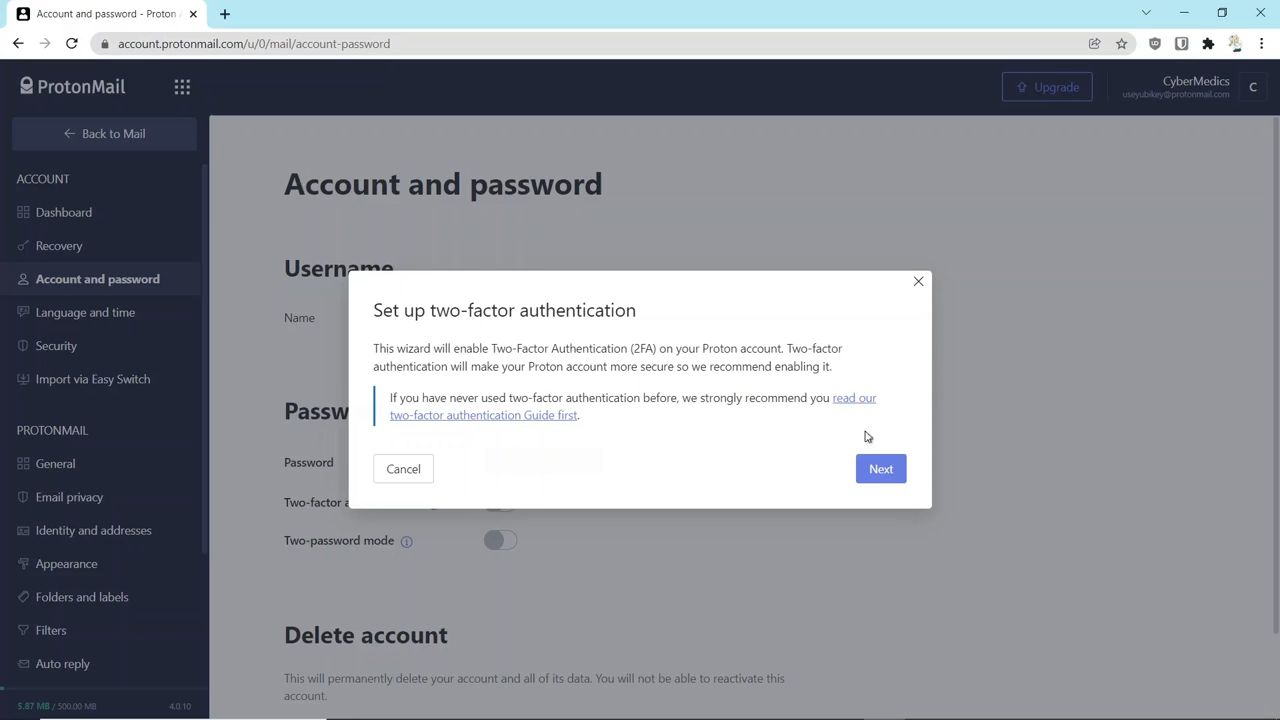 Account and password - Proton
account.protonmail.com/u/0/mail/account-password
ProtonMail
Upgrade
CyberMedics
useyubikey@protonmail.com
C
Back to Mail
ACCOUNT
Dashboard
Recovery
Account and password
Language and time
Security
Import via Easy Switch
PROTONMAIL
General
Email privacy
Identity and addresses
Appearance
Folders and labels
Filters
Auto reply
5.87 MB / 500.00 MB
4.0.10
Account and password
Username
Name
Set up two-factor authentication
This wizard will enable Two-Factor Authentication (2FA) on your Proton account. Two-factor
authentication will make your Proton account more secure so we recommend enabling it.
If you have never used two-factor authentication before, we strongly recommend you read our
two-factor authentication Guide first.
Cancel
Next
Passw
Password
Two-factor a
Two-password mode
Delete account
This will permanently delete your account and all of its data. You will not be able to reactivate this
account.